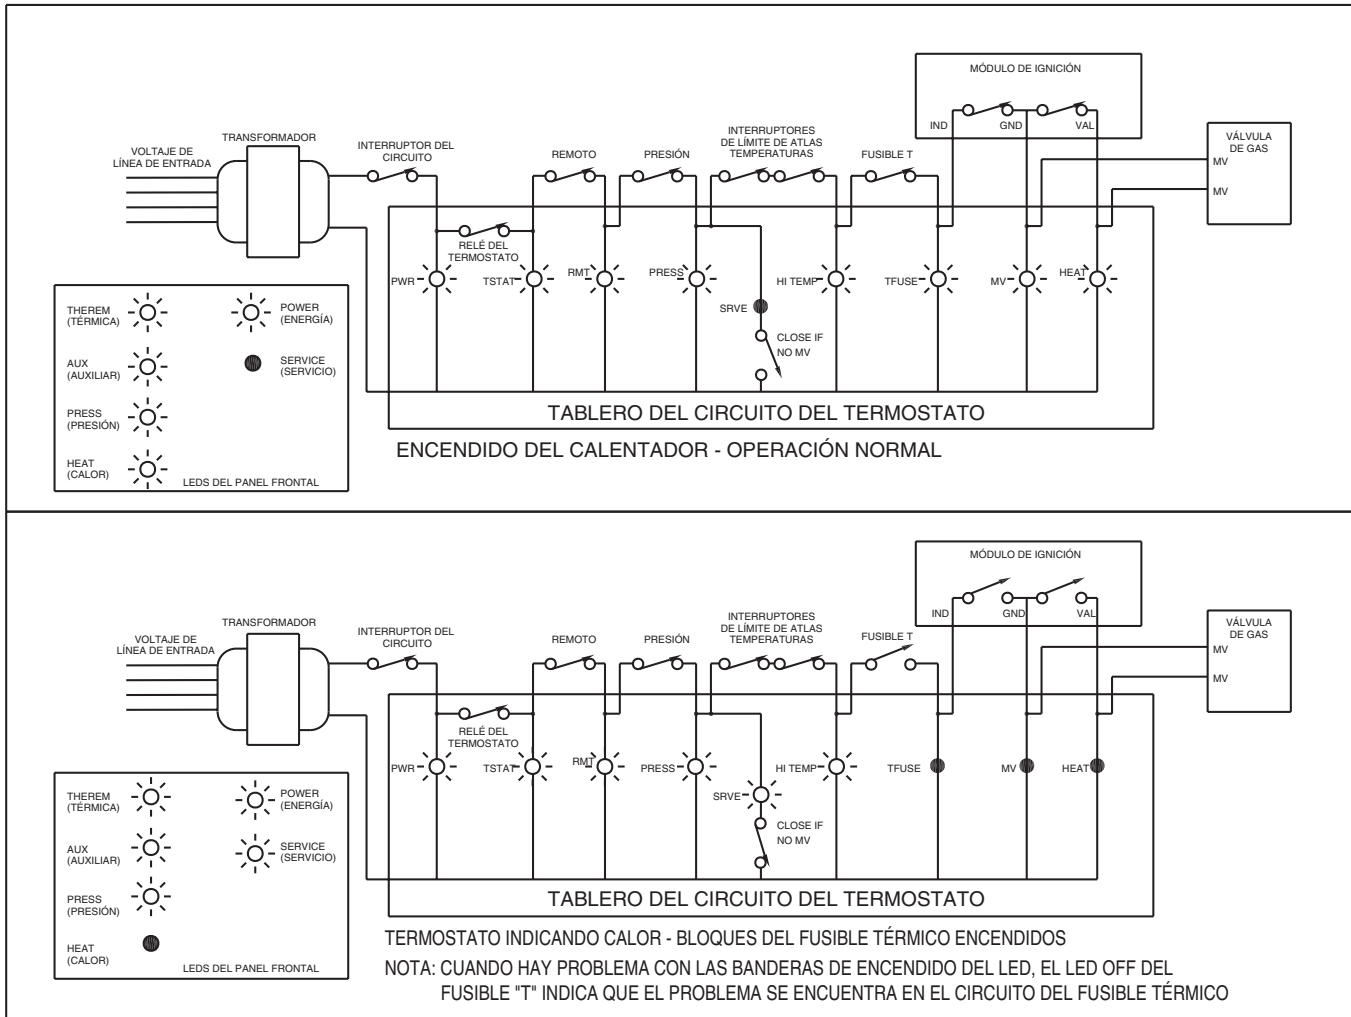 MÓDULO DE IGNICIÓN
IND
GND
VAL
VÁLVULA
DE GAS
MV
MV
TRANSFORMADOR
VOLTAJE DE
LÍNEA DE ENTRADA
INTERRUPTOR DEL
CIRCUITO
REMOTO
PRESIÓN
INTERRUPTORES
DE LÍMITE DE ATLAS
TEMPERATURAS
FUSIBLE T
RELÉ DEL
TERMOSTATO
PWR
TSTAT
RMT
PRESS
SRVE
CLOSE IF
NO MV
HI TEMP
TFUSE
MV
HEAT
TABLERO DEL CIRCUITO DEL TERMOSTATO
THEREM
(TÉRMICA)
POWER
(ENERGÍA)
AUX
(AUXILIAR)
SERVICE
(SERVICIO)
PRESS
(PRESIÓN)
HEAT
(CALOR)
LEDS DEL PANEL FRONTAL
ENCENDIDO DEL CALENTADOR - OPERACIÓN NORMAL
MÓDULO DE IGNICIÓN
IND
GND
VAL
VÁLVULA
DE GAS
MV
MV
TRANSFORMADOR
VOLTAJE DE
LÍNEA DE ENTRADA
INTERRUPTOR DEL
CIRCUITO
REMOTO
PRESIÓN
INTERRUPTORES
DE LÍMITE DE ATLAS
TEMPERATURAS
FUSIBLE T
RELÉ DEL
TERMOSTATO
PWR
TSTAT
RMT
PRESS
SRVE
CLOSE IF
NO MV
HI TEMP
TFUSE
MV
HEAT
TABLERO DEL CIRCUITO DEL TERMOSTATO
THEREM
(TÉRMICA)
POWER
(ENERGÍA)
AUX
(AUXILIAR)
SERVICE
(SERVICIO)
PRESS
(PRESIÓN)
HEAT
(CALOR)
LEDS DEL PANEL FRONTAL
TERMOSTATO INDICANDO CALOR - BLOQUES DEL FUSIBLE TÉRMICO ENCENDIDOS
NOTA: CUANDO HAY PROBLEMA CON LAS BANDERAS DE ENCENDIDO DEL LED, EL LED OFF DEL
FUSIBLE "T" INDICA QUE EL PROBLEMA SE ENCUENTRA EN EL CIRCUITO DEL FUSIBLE TÉRMICO